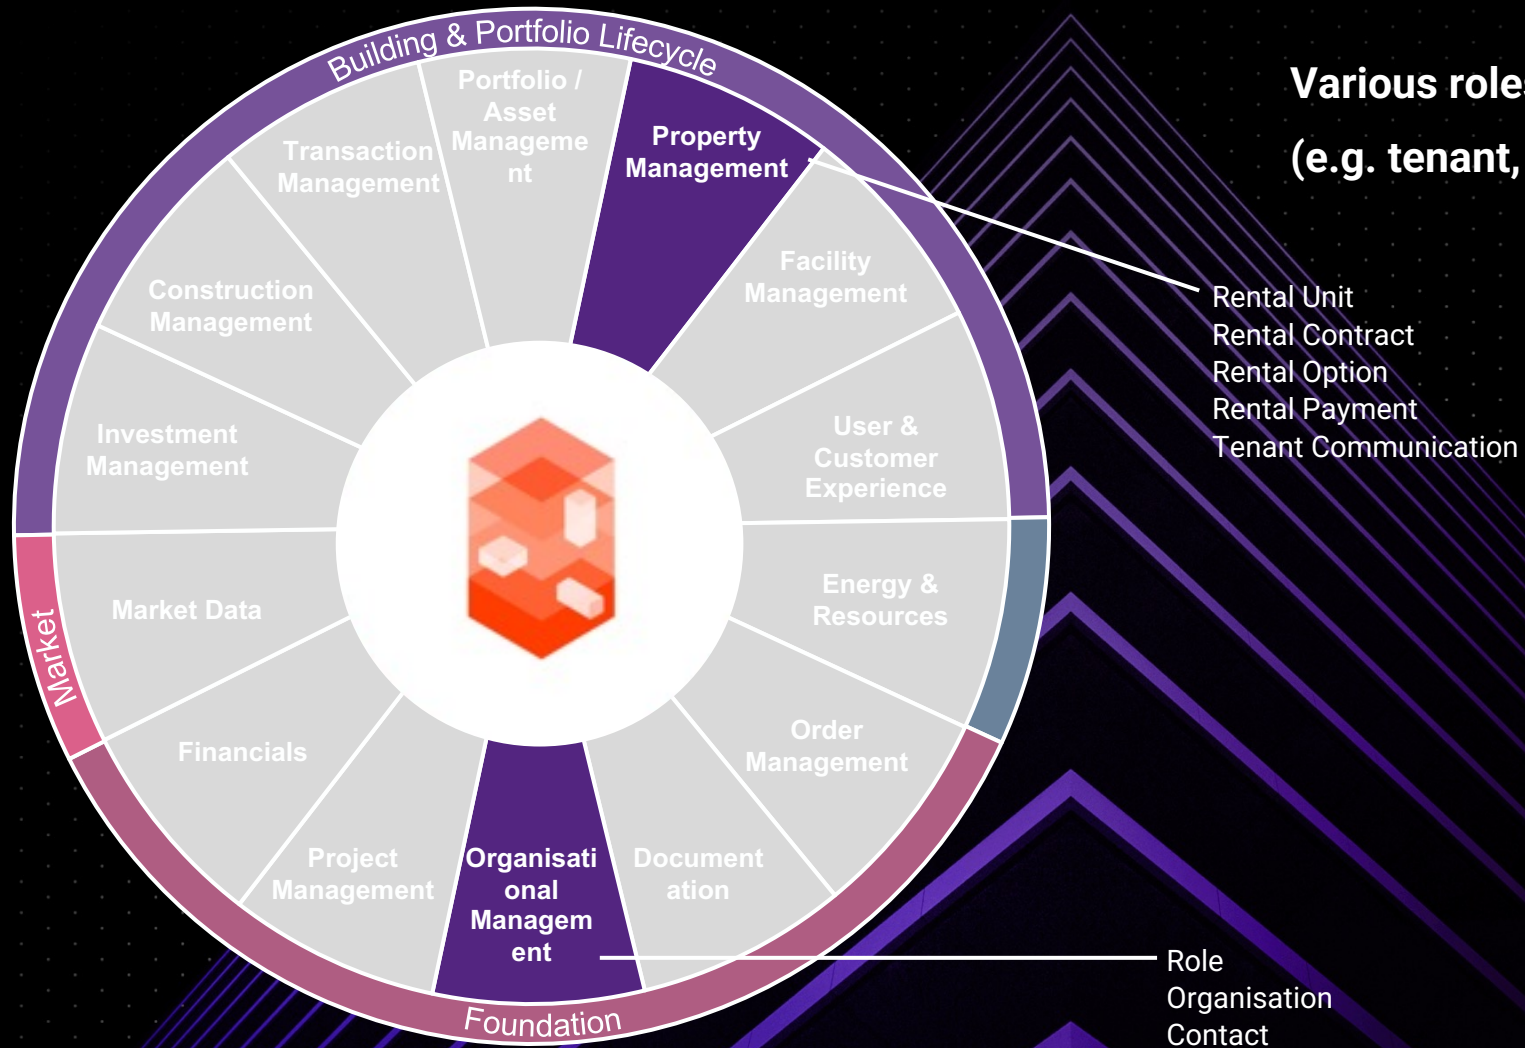 Building & Portfolio Lifecycle
Various roles
(e.g. tenant,
Portfolio /
Asset
Manageme
nt
Property
Management
Transaction
Management
Facility
Management
Construction
Management
Rental Unit
Rental Contract
Rental Option
Rental Payment
Tenant Communication
Investment
Management
User &
Customer
Experience
Market Data
Energy &
Resources
Market
Financials
Order
Management
Project
Management
Organisati
onal
Managem
ent
Document
ation
Role
Organisation
Contact
Foundation